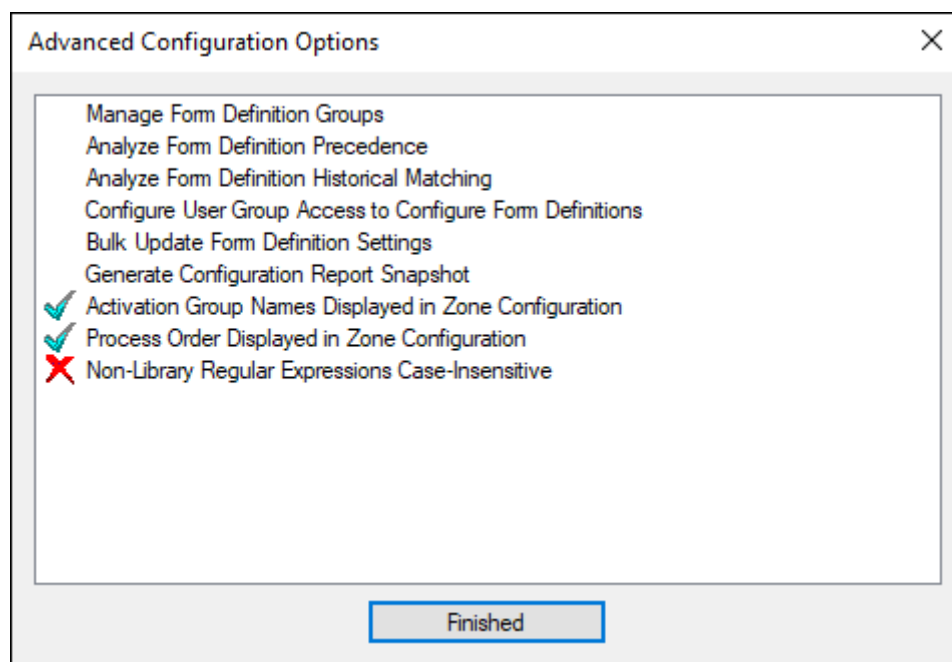 Advanced Configuration Options
Manage Form Definition Groups
Analyze Form Definition Precedence
Analyze Form Definition Historical Matching
Configure User Group Access to Configure Form Definitions
Bulk Update Form Definition Settings
Generate Configuration Report Snapshot
Activation Group Names Displayed in Zone Configuration
Process Order Displayed in Zone Configuration
Non-Library Regular Expressions Case-Insensitive
Finished